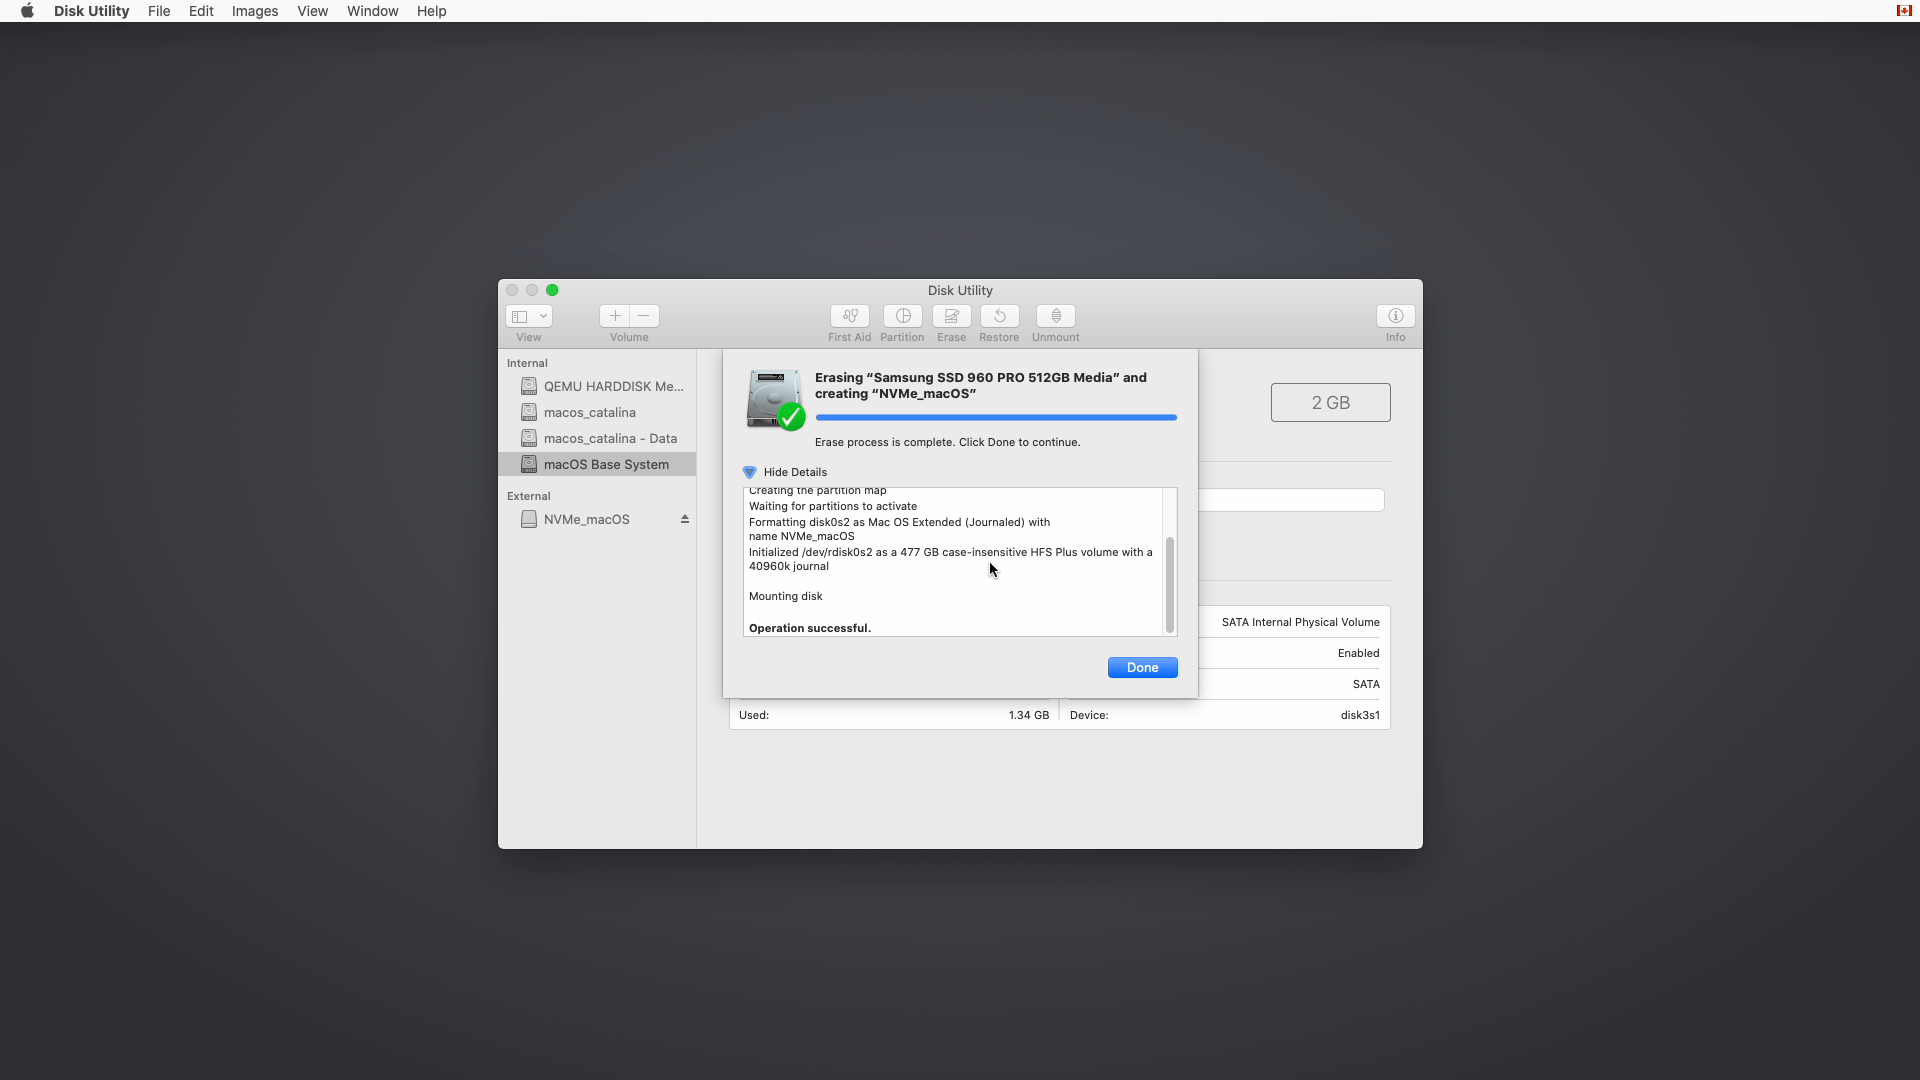 Disk Utility File Edit Images View Window Help
Disk Utility
View Volume First Aid Partition Erase Restore Unmount Info
Internal
QEMU HARDDISK Me...
macos_catalina
macos_catalina - Data
macOS Base System
External
NVMe_macOS
Erasing “Samsung SSD 960 PRO 512GB Media” and
creating “NVMe_macOS”
Erase process is complete. Click Done to continue.
Hide Details
Creating the partition map
Waiting for partitions to activate
Formatting disk0s2 as Mac OS Extended (Journaled) with
name NVMe_macOS
Initialized /dev/rdisk0s2 as a 477 GB case-insensitive HFS Plus volume with a
40960k journal
Mounting disk
Operation successful.
Done
2 GB
SATA Internal Physical Volume
Enabled
SATA
Used: 1.34 GB Device: disk3s1